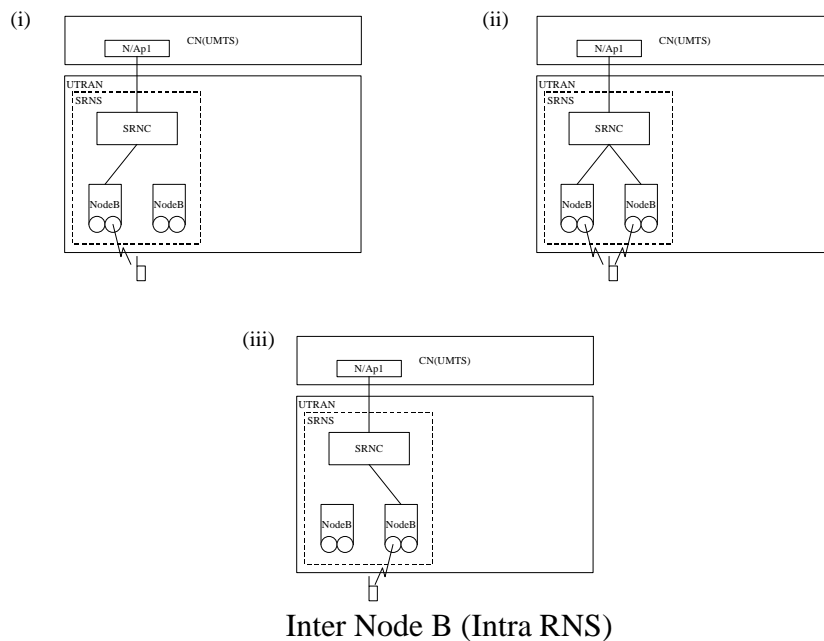 (i)
CN(UMTS)
N/Ap1
UTRAN
SRNS
SRNC
NodeB
NodeB
(ii)
CN(UMTS)
N/Ap1
UTRAN
SRNS
SRNC
NodeB
NodeB
(iii)
CN(UMTS)
N/Ap1
UTRAN
SRNS
SRNC
NodeB
NodeB
Inter Node B (Intra RNS)